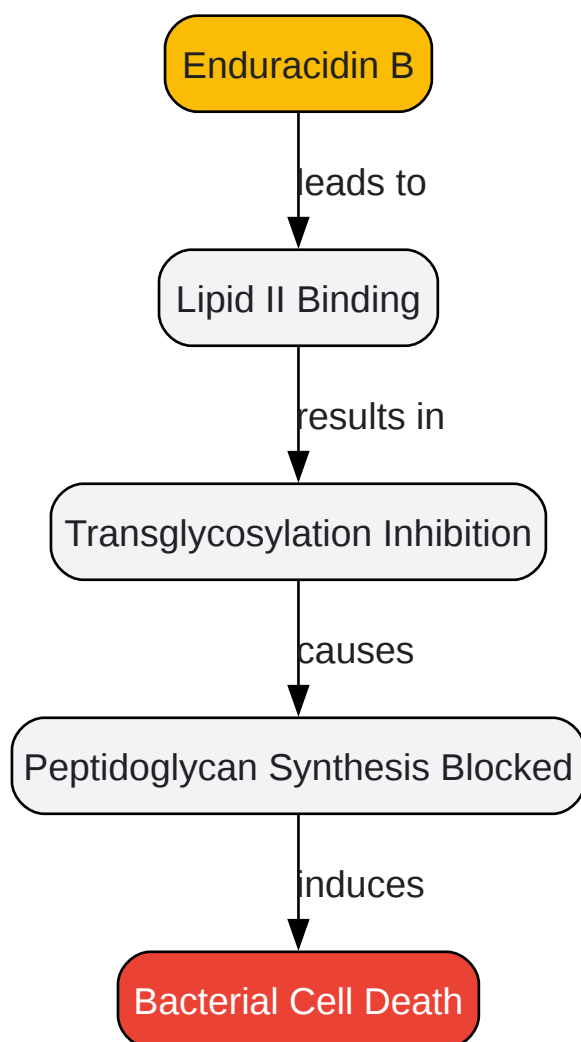 Enduracidin B
leads to
Lipid II Binding
results in
Transglycosylation Inhibition
causes
Peptidoglycan Synthesis Blocked
induces
Bacterial Cell Death